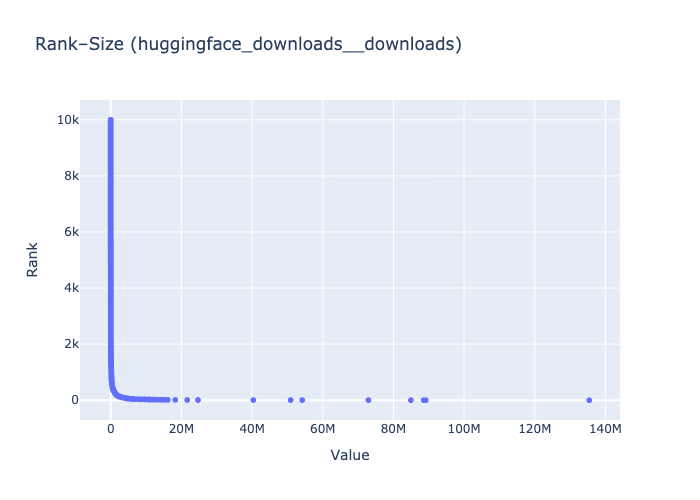 Rank−Size (huggingface_downloads__downloads)
10k
8k
6k
4k
2k
0
Rank
0 20M 40M 60M 80M 100M 120M 140M
Value